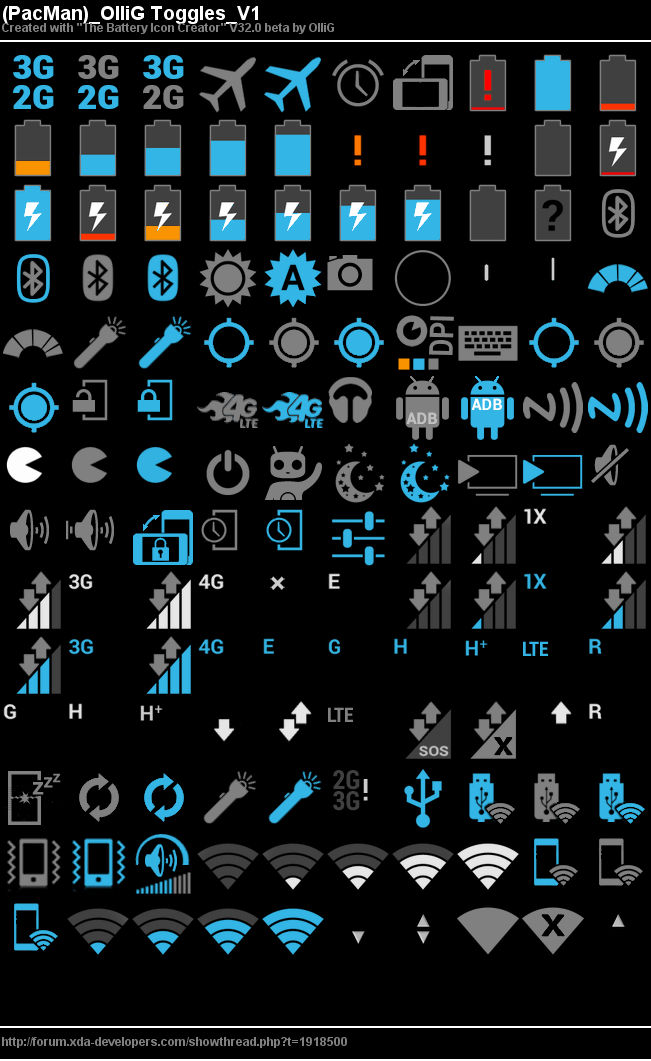 (PacMan)_OlliG Toggles_V1
Created with "The Battery Icon Creator" V32.0 beta by OlliG
3G 3G 3G
2G 2G 2G
! 
! ! !
?
A
DPI
4G LTE 4G LTE ADB ADB
1X
3G 4G × E 1X
3G 4G E G H H+ LTE R
G H H+ LTE SOS X R
zzz 2G 3G !
X
http://forum.xda-developers.com/showthread.php?t=1918500